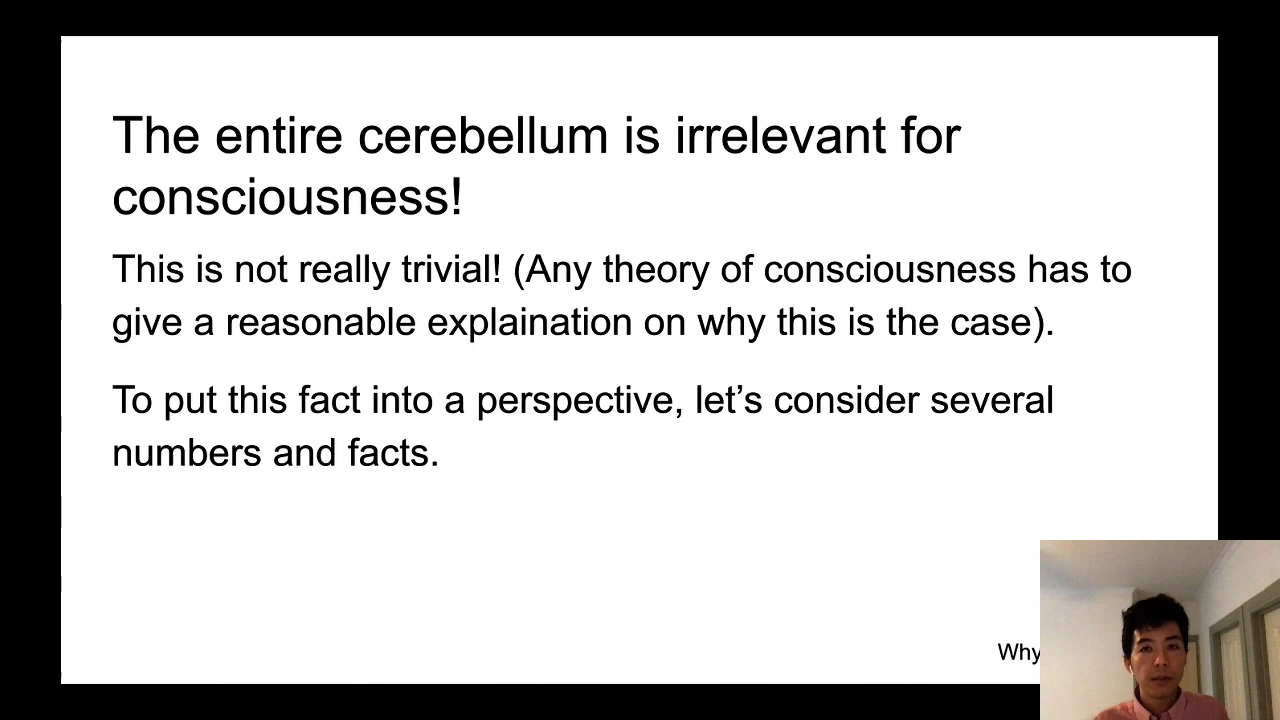 The entire cerebellum is irrelevant for
consciousness!
This is not really trivial! (Any theory of consciousness has to
give a reasonable explaination on why this is the case).
To put this fact into a perspective, let’s consider several
numbers and facts.
Why